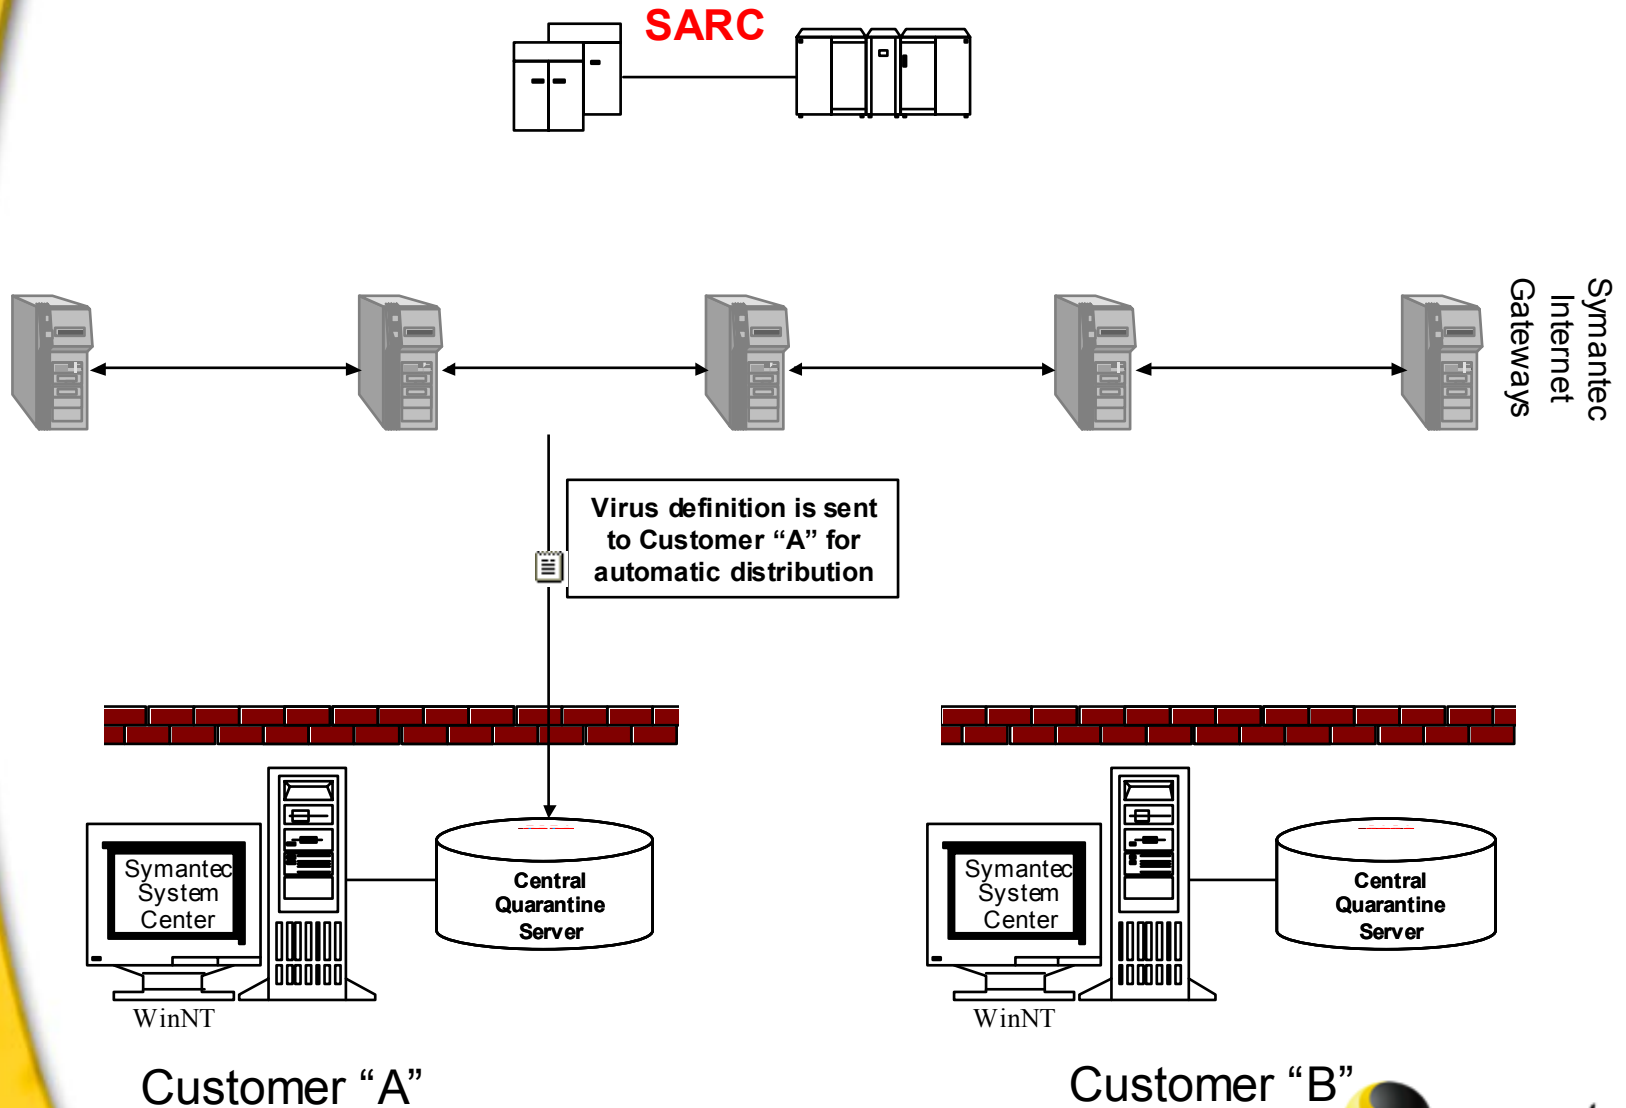 SARC
Symantec
Internet
Gateways
Virus definition is sent
to Customer “A” for
automatic distribution
Symantec
System
Center
Central
Quarantine
Server
WinNT
Customer “A”
Symantec
System
Center
Central
Quarantine
Server
WinNT
Customer “B”